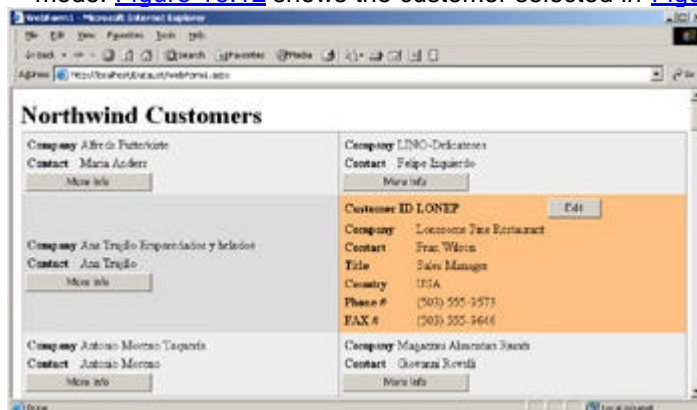 mode. Figure 10.12 shows the customer selected in Figu
WebForm1 - Microsoft Internet Explorer
File Edit View Favorites Tools Help
Back Search Favorites Media
Address http://localhost/DataList/WebForm1.aspx
Northwind Customers
Company Alfreds Futterkiste
Contact Maria Anders
More Info
Company LINO-Delicateses
Contact Felipe Izquierdo
More Info
Company Ana Trujillo Emparedados y helados
Contact Ana Trujillo
More Info
Customer ID LONEP Edit
Company Lonesome Pine Restaurant
Contact Fran Wilson
Title Sales Manager
Country USA
Phone # (503) 555-9573
FAX # (503) 555-9646
Company Antonio Moreno Taquería
Contact Antonio Moreno
More Info
Company Magazzini Alimentari Riuniti
Contact Giovanni Rovelli
More Info
Done Local intranet